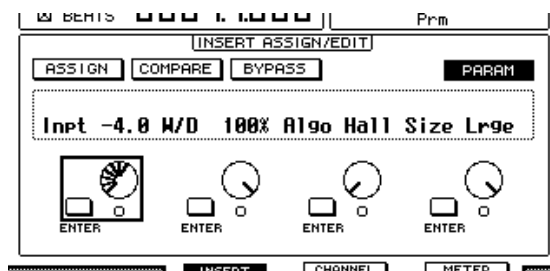 BEATS Prm
INSERT ASSIGN/EDIT
ASSIGN COMPARE BYPASS PARAM
Inpt -4.0 W/D 100% Algo Hall Size Lrge
ENTER ENTER ENTER ENTER
INSERT CHANNEL METER